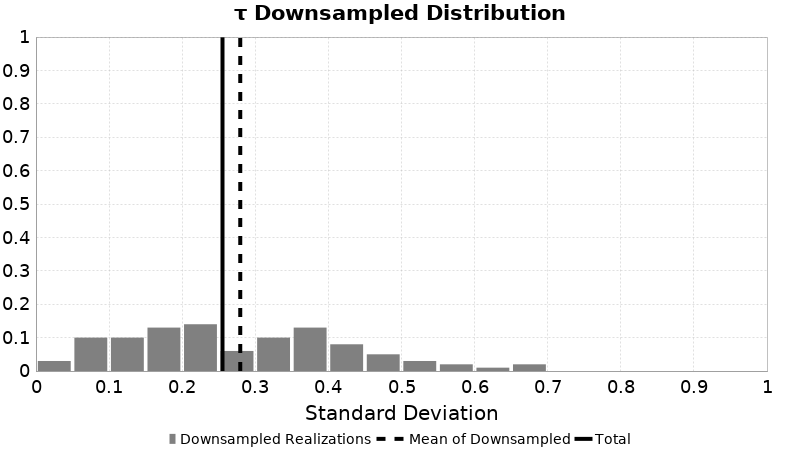 τ Downsampled Distribution
1
0.9
0.8
0.7
0.6
0.5
0.4
0.3
0.2
0.1
0
0 0.1 0.2 0.3 0.4 0.5 0.6 0.7 0.8 0.9 1
Standard Deviation
Downsampled Realizations Mean of Downsampled Total